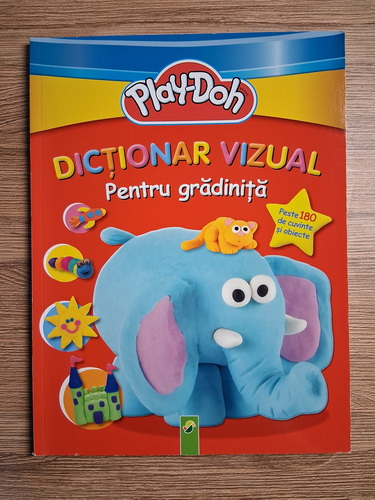 Play-Doh
DICȚIONAR VIZUAL
Pentru grădiniță
Peste 180
de cuvinte
și obiecte